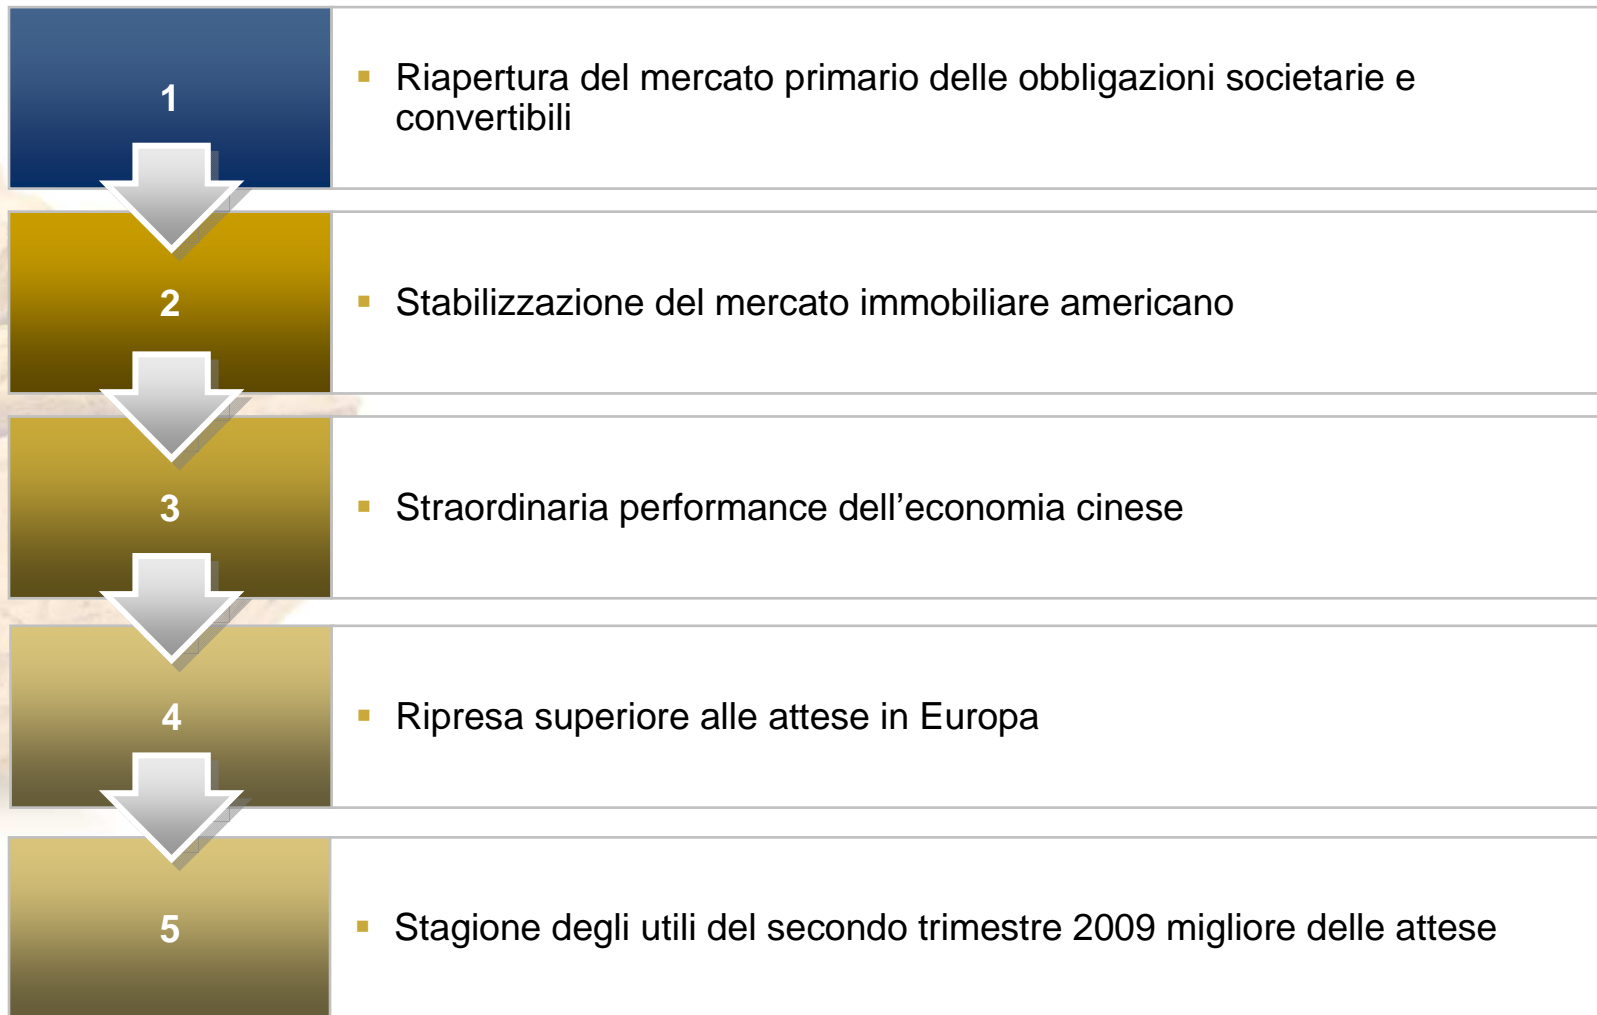 1
▪ Riapertura del mercato primario delle obbligazioni societarie e
convertibili
2
▪ Stabilizzazione del mercato immobiliare americano
3
▪ Straordinaria performance dell’economia cinese
4
▪ Ripresa superiore alle attese in Europa
5
▪ Stagione degli utili del secondo trimestre 2009 migliore delle attese